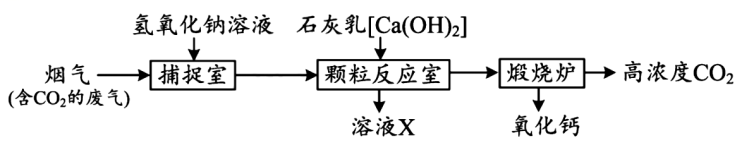 氢氧化钠溶液 石灰乳[Ca(OH)₂]
烟气 捕捉室 颗粒反应室 煅烧炉 高浓度CO₂
(含CO₂的废气)
溶液X 氧化钙